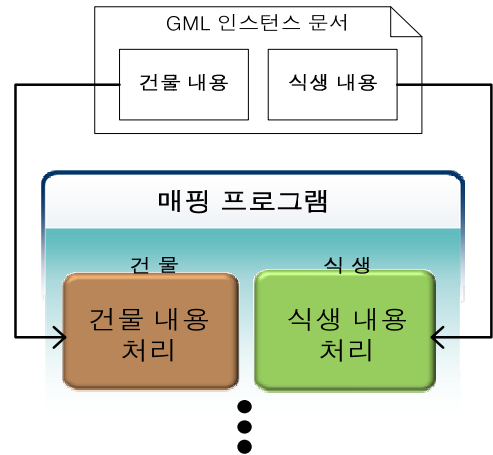 GML 인스턴스 문서
건물 내용
식생 내용
매핑 프로그램
건 물
식 생
건물 내용
처리
식생 내용
처리